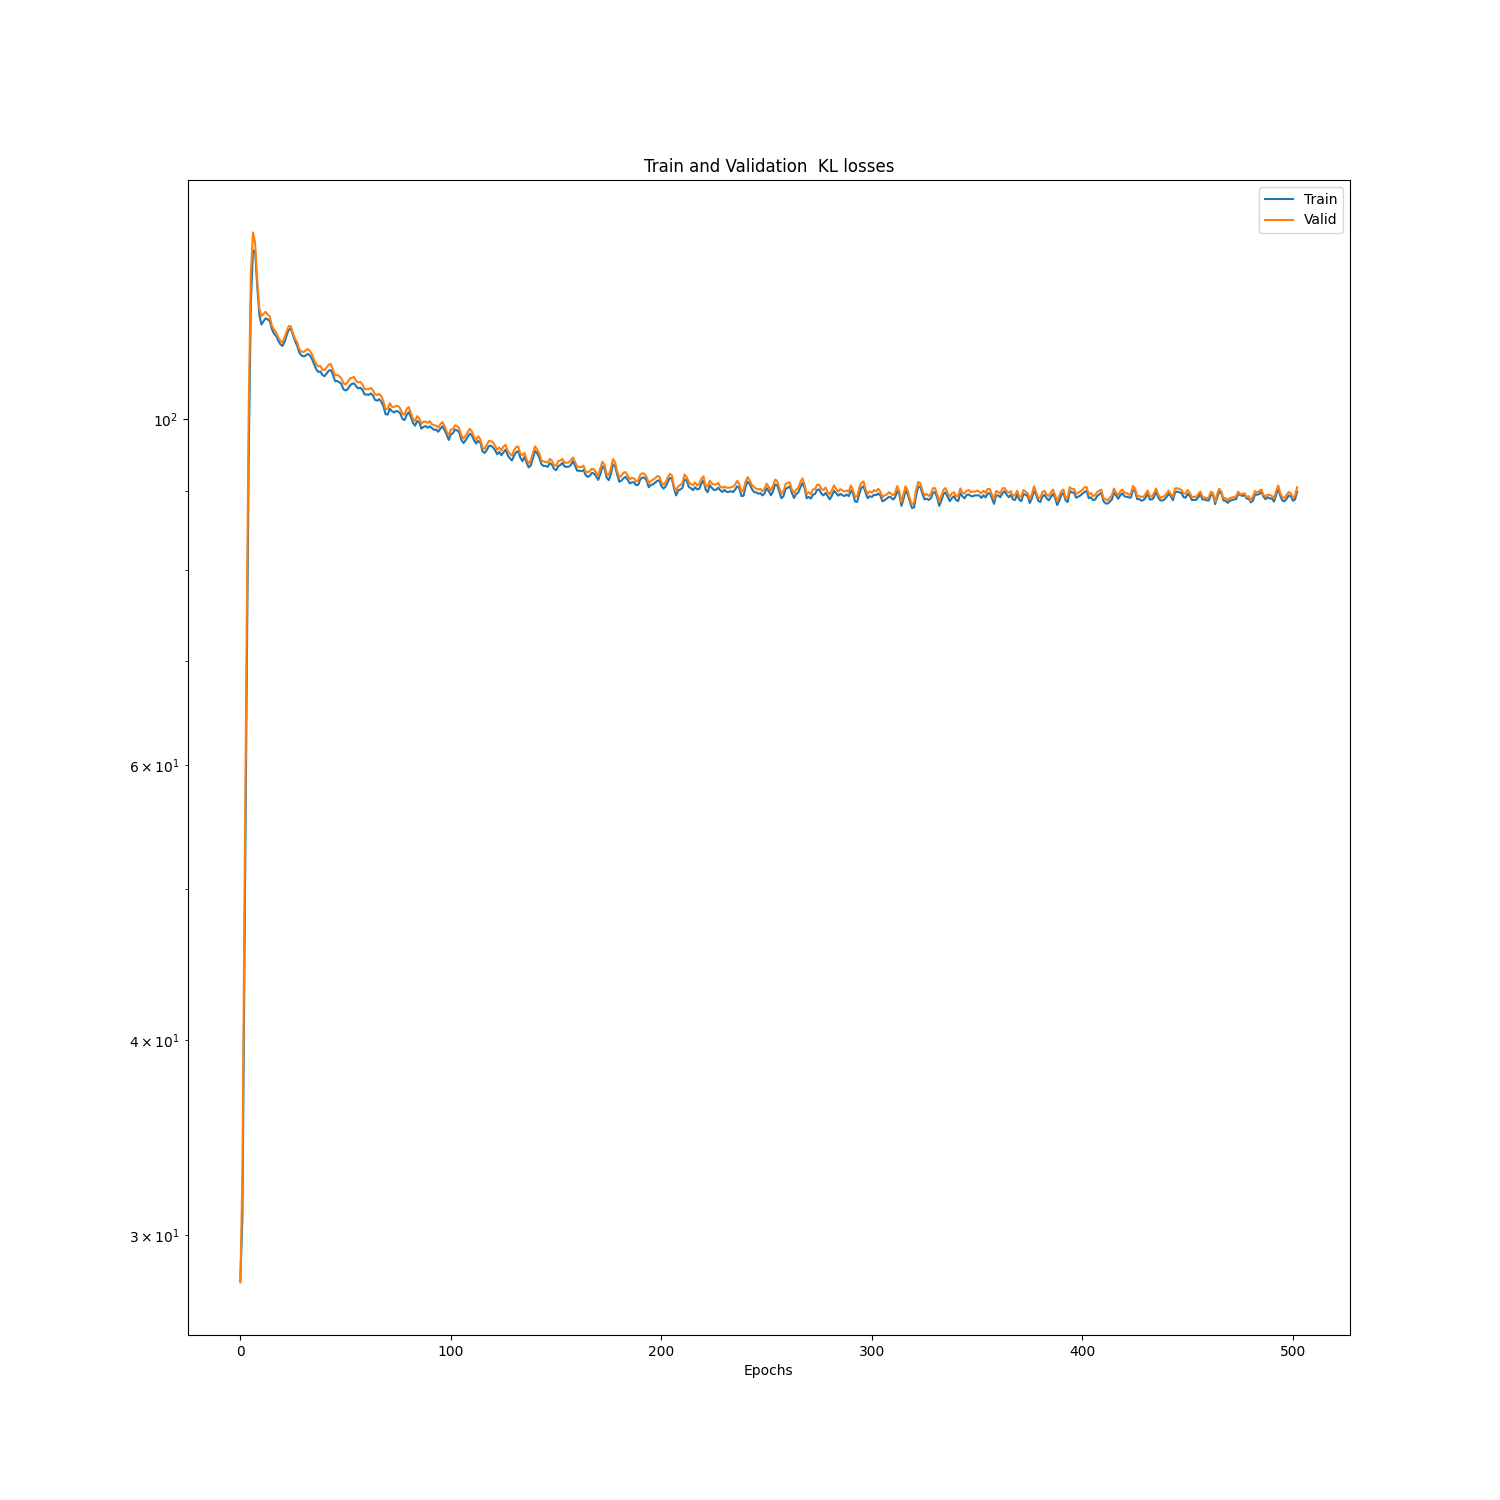 Train and Validation  KL losses
Train
Valid
10²
6 × 10¹
4 × 10¹
3 × 10¹
0 100 200 300 400 500
Epochs